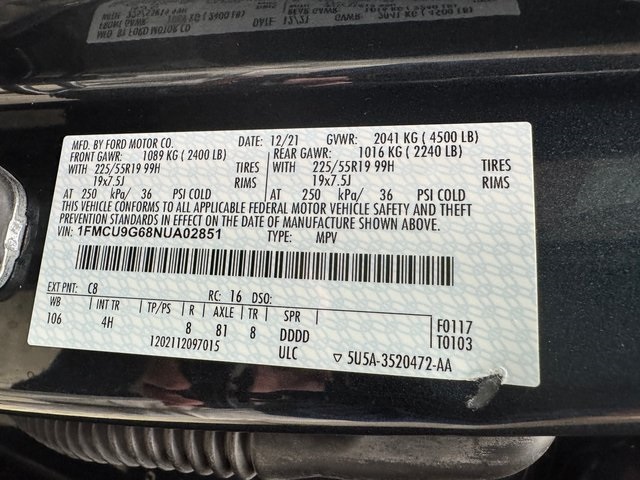 MFD. BY FORD MOTOR CO. DATE: 12/21 GVWR: 2041 KG ( 4500 LB)
FRONT GAWR: 1089 KG ( 2400 LB) REAR GAWR: 1016 KG ( 2240 LB)
WITH 225/55R19 99H TIRES WITH 225/55R19 99H TIRES
19x7.5J RIMS 19x7.5J RIMS
AT 250 kPa/ 36 PSI COLD AT 250 kPa/ 36 PSI COLD
THIS VEHICLE CONFORMS TO ALL APPLICABLE FEDERAL MOTOR VEHICLE SAFETY AND THEFT
PREVENTION STANDARDS IN EFFECT ON THE DATE OF MANUFACTURE SHOWN ABOVE.
VIN: 1FMCU9G68NUA02851 TYPE: MPV
EXT PNT: C8 RC: 16 DSO:
WB INT TR TP/PS R AXLE TR SPR F0117
106 4H 8 81 8 DDDD T0103
1202112097015 ULC ▽ 5U5A-3520472-AA